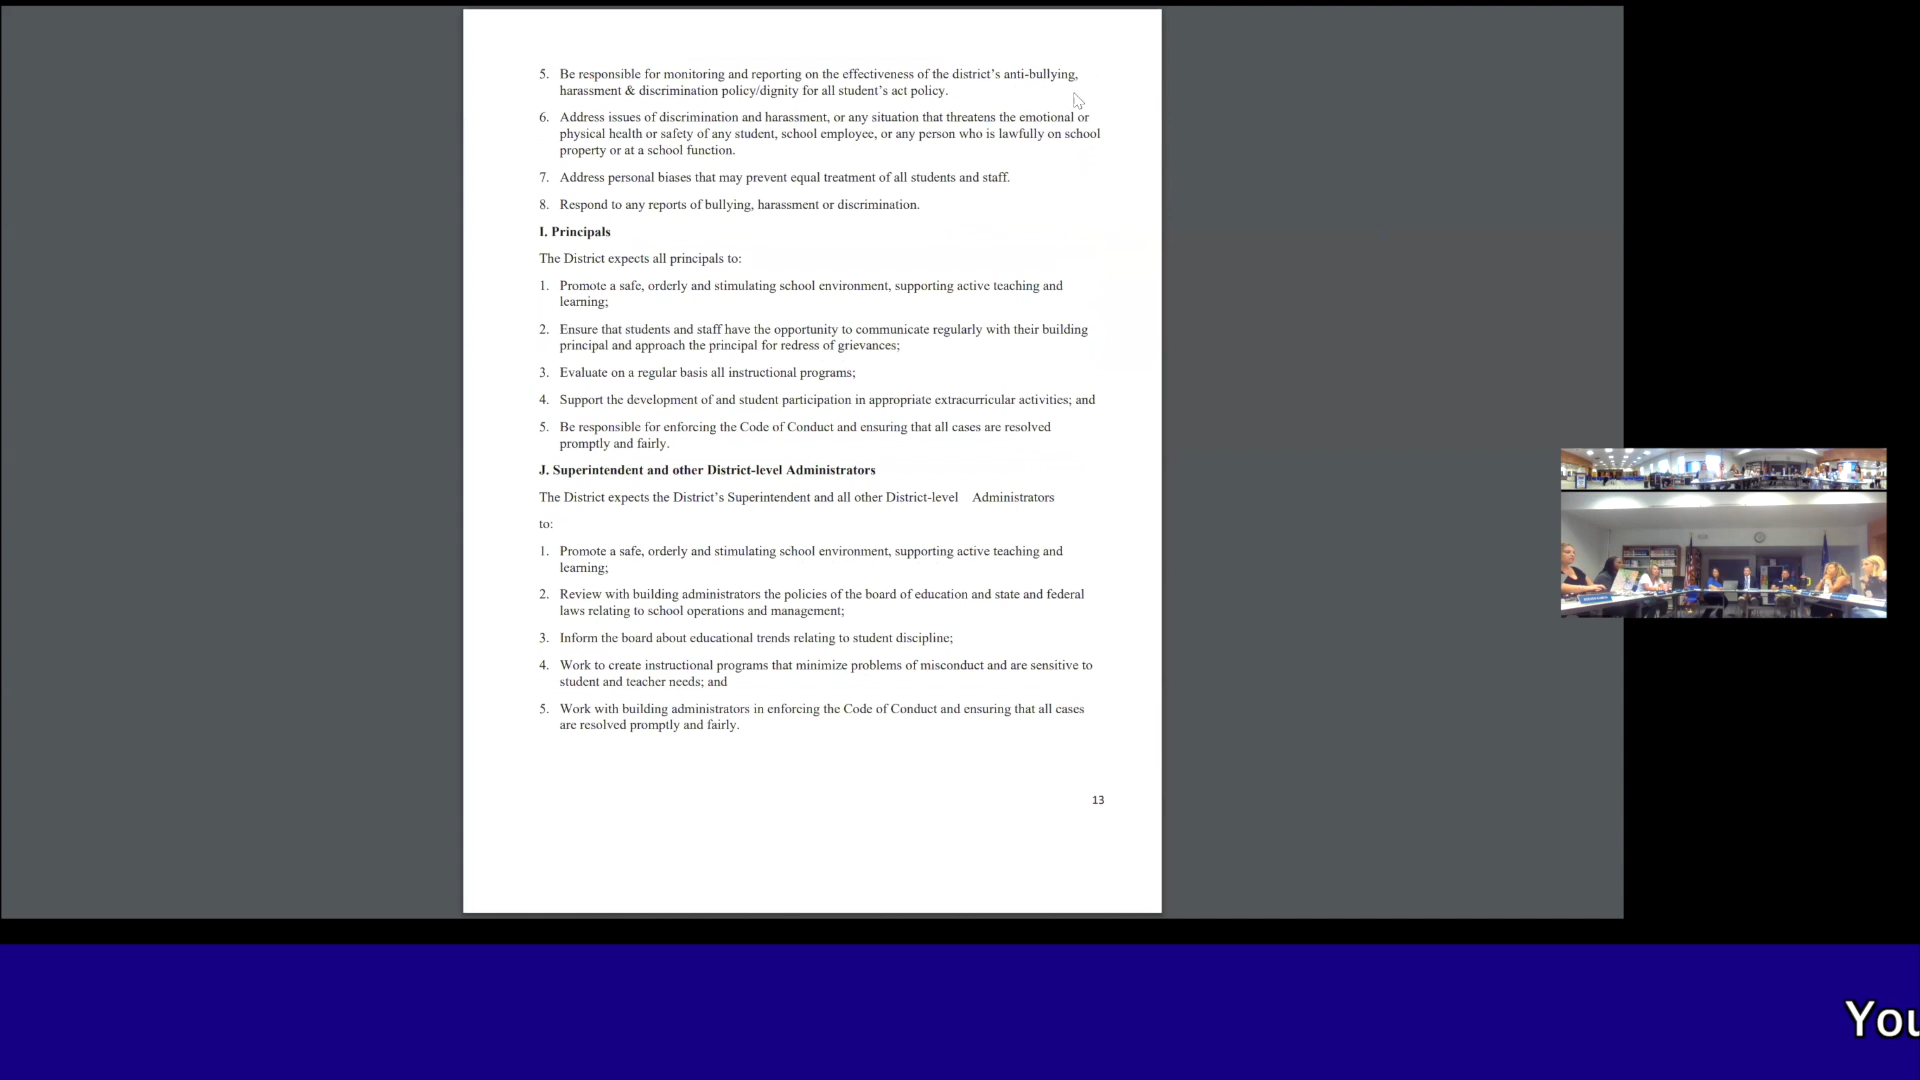 5. Be responsible for monitoring and reporting on the effectiveness of the district's anti-bullying,
harassment & discrimination policy/dignity for all student's act policy.
6. Address issues of discrimination and harassment, or any situation that threatens the emotional or
physical health or safety of any student, school employee, or any person who is lawfully on school
property or at a school function.
7. Address personal biases that may prevent equal treatment of all students and staff.
8. Respond to any reports of bullying, harassment or discrimination.
I. Principals
The District expects all principals to:
1. Promote a safe, orderly and stimulating school environment, supporting active teaching and
learning;
2. Ensure that students and staff have the opportunity to communicate regularly with their building
principal and approach the principal for redress of grievances;
3. Evaluate on a regular basis all instructional programs;
4. Support the development of and student participation in appropriate extracurricular activities; and
5. Be responsible for enforcing the Code of Conduct and ensuring that all cases are resolved
promptly and fairly.
J. Superintendent and other District-level Administrators
The District expects the District's Superintendent and all other District-level Administrators
to:
1. Promote a safe, orderly and stimulating school environment, supporting active teaching and
learning;
2. Review with building administrators the policies of the board of education and state and federal
laws relating to school operations and management;
3. Inform the board about educational trends relating to student discipline;
4. Work to create instructional programs that minimize problems of misconduct and are sensitive to
student and teacher needs; and
5. Work with building administrators in enforcing the Code of Conduct and ensuring that all cases
are resolved promptly and fairly.
13
You